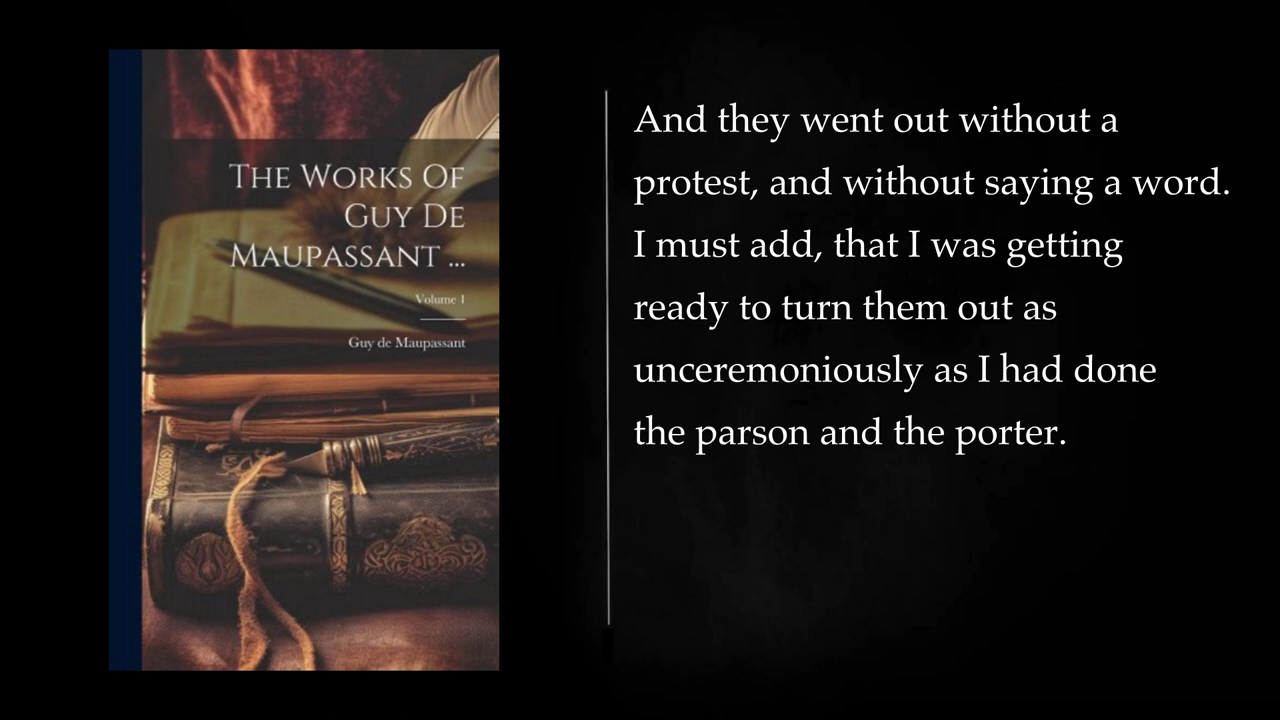 THE WORKS OF
GUY DE
MAUPASSANT ...
Volume 1
Guy de Maupassant
And they went out without a
protest, and without saying a word.
I must add, that I was getting
ready to turn them out as
unceremoniously as I had done
the parson and the porter.